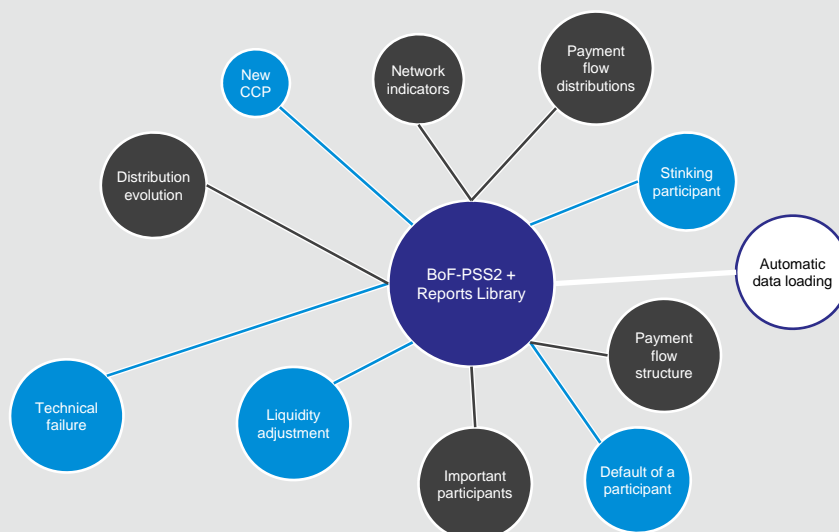 New
CCP
Network
indicators
Payment
flow
distributions
Distribution
evolution
Stinking
participant
BoF-PSS2 +
Reports Library
Automatic
data loading
Payment
flow
structure
Technical
failure
Liquidity
adjustment
Important
participants
Default of a
participant